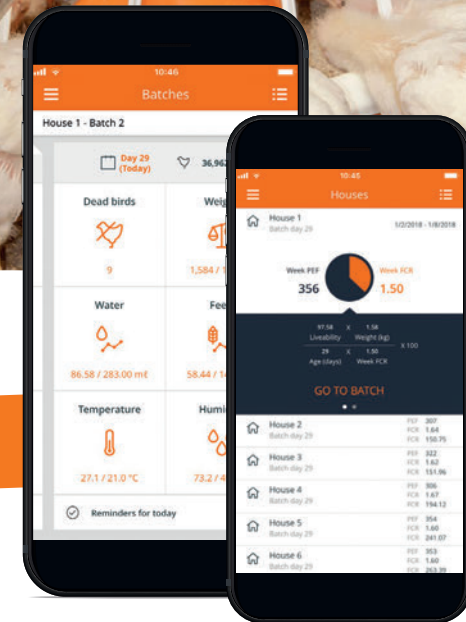 10:46
Batches
House 1 - Batch 2
Day 29
(Today)
36,962
Dead birds
9
Weig
1,584 / 1
Water
86.58 / 283.00 mℓ
Fee
58.44 / 1
Temperature
27.1 / 21.0 °C
Humi
73.2 / 4
Reminders for today
10:46
Houses
House 1
Batch day 29
1/2/2018 - 1/8/2018
Week PEF
356
Week FCR
1.50
97.58 X 1.58
Liveability Weight (kg)
X 100
29 X 1.50
Age (days) Week FCR
GO TO BATCH
House 2
Batch day 29
PEF 307
FCR 1.64
FCR 150.75
House 3
Batch day 29
PEF 322
FCR 1.62
FCR 151.96
House 4
Batch day 29
PEF 306
FCR 1.67
FCR 194.12
House 5
Batch day 29
PEF 354
FCR 1.60
FCR 241.07
House 6
Batch day 29
PEF 353
FCR 1.60
FCR 263.39